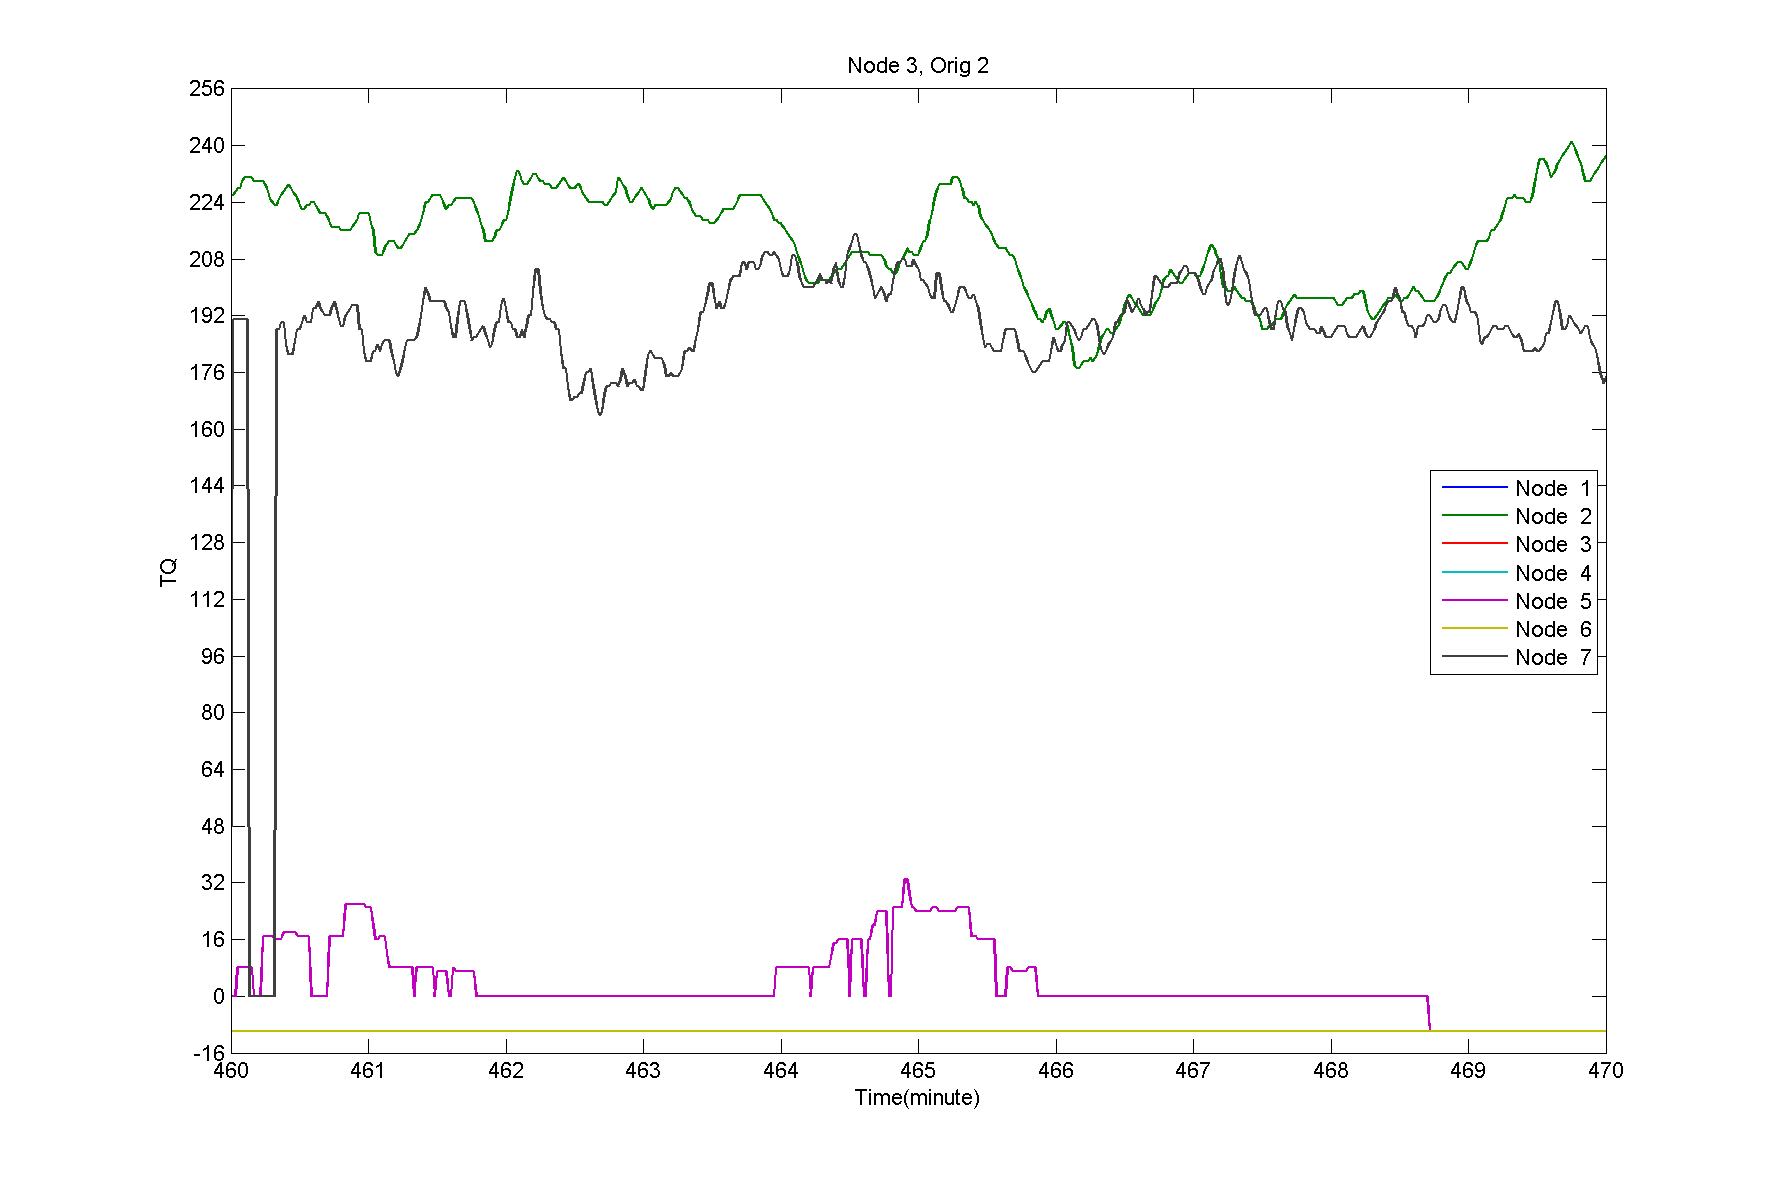 Node 3, Orig 2
256
240
224
208
192
176
160
144
128
112
96
80
64
48
32
16
0
-16
TQ
Node 1
Node 2
Node 3
Node 4
Node 5
Node 6
Node 7
460 461 462 463 464 465 466 467 468 469 470
Time(minute)